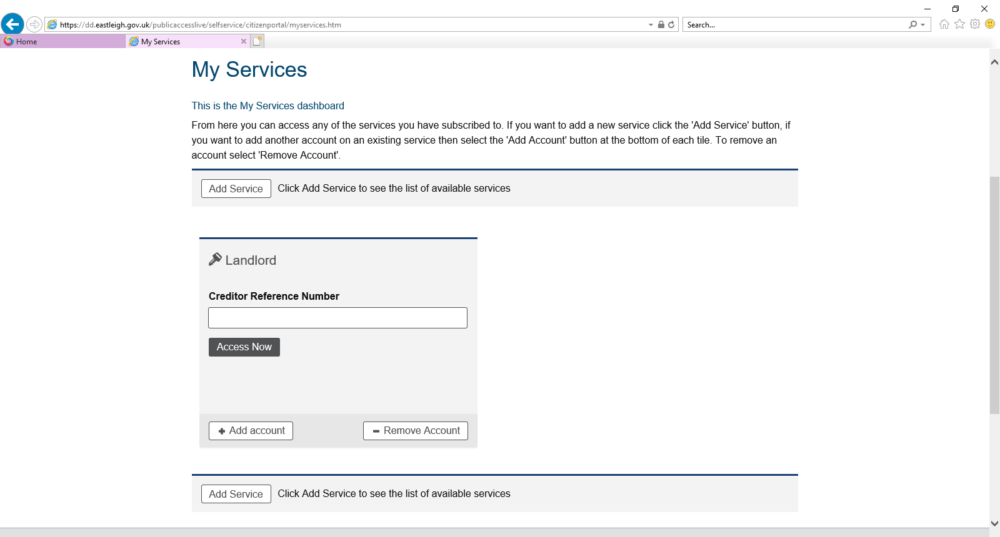 https://dd.eastleigh.gov.uk/publicaccesslive/selfservice/citizenportal/myservices.htm
Search...
Home
My Services
My Services
This is the My Services dashboard
From here you can access any of the services you have subscribed to. If you want to add a new service click the 'Add Service' button, if
you want to add another account on an existing service then select the 'Add Account' button at the bottom of each tile. To remove an
account select 'Remove Account'.
Add Service Click Add Service to see the list of available services
Landlord
Creditor Reference Number
Access Now
Add account
Remove Account
Add Service Click Add Service to see the list of available services